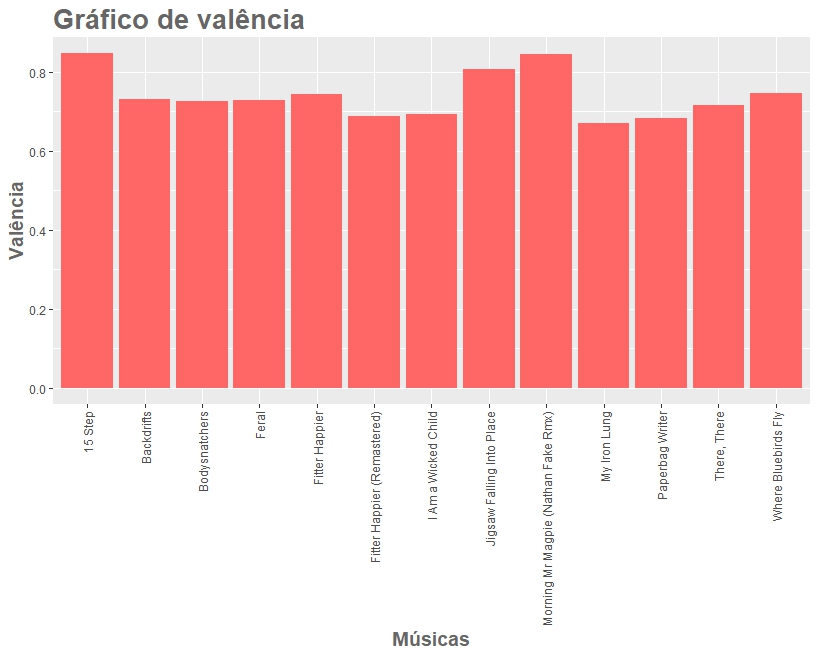 Gráfico de valência
Valência
0.8
0.6
0.4
0.2
0.0
15 Step
Backdrifts
Bodysnatchers
Feral
Fitter Happier
Fitter Happier (Remastered)
I Am a Wicked Child
Jigsaw Falling Into Place
Morning Mr Magpie (Nathan Fake Rmx)
My Iron Lung
Paperbag Writer
There, There
Where Bluebirds Fly
Músicas